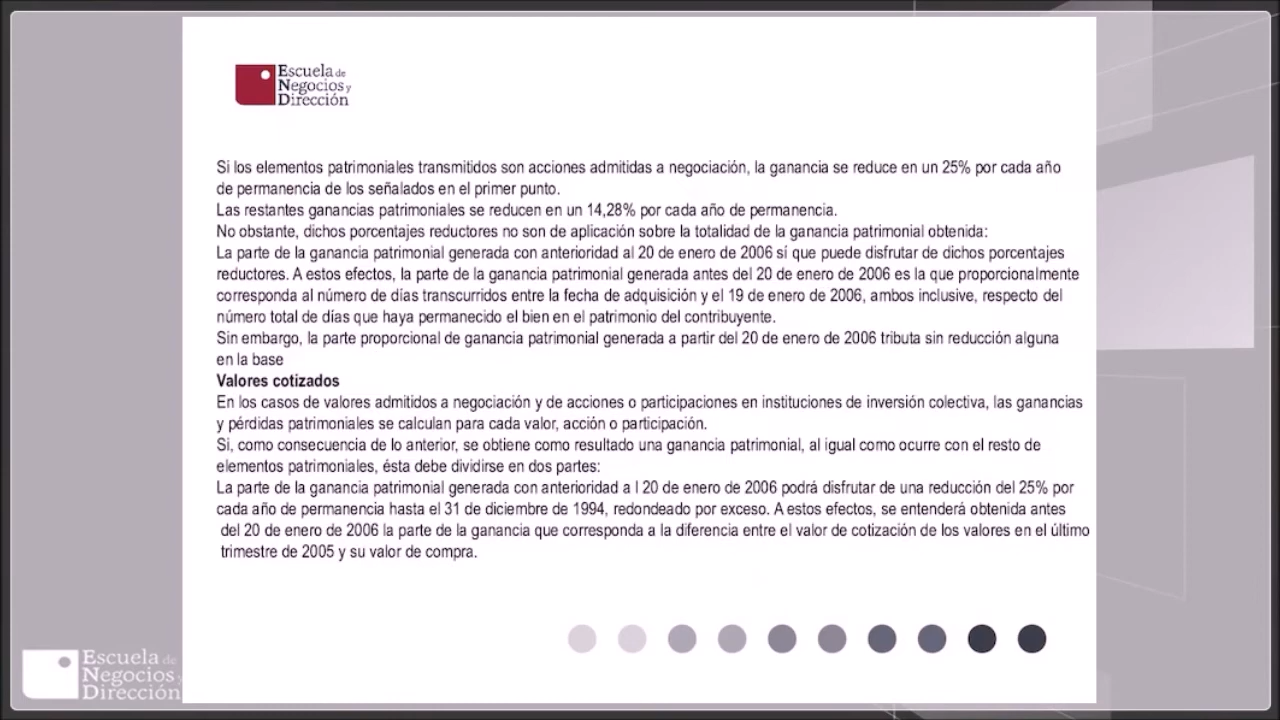 Escuela de
Negocios y
Dirección
Si los elementos patrimoniales transmitidos son acciones admitidas a negociación, la ganancia se reduce en un 25% por cada año
de permanencia de los señalados en el primer punto.
Las restantes ganancias patrimoniales se reducen en un 14,28% por cada año de permanencia.
No obstante, dichos porcentajes reductores no son de aplicación sobre la totalidad de la ganancia patrimonial obtenida:
La parte de la ganancia patrimonial generada con anterioridad al 20 de enero de 2006 sí que puede disfrutar de dichos porcentajes
reductores. A estos efectos, la parte de la ganancia patrimonial generada antes del 20 de enero de 2006 es la que proporcionalmente
corresponda al número de días transcurridos entre la fecha de adquisición y el 19 de enero de 2006, ambos inclusive, respecto del
número total de días que haya permanecido el bien en el patrimonio del contribuyente.
Sin embargo, la parte proporcional de ganancia patrimonial generada a partir del 20 de enero de 2006 tributa sin reducción alguna
en la base
Valores cotizados
En los casos de valores admitidos a negociación y de acciones o participaciones en instituciones de inversión colectiva, las ganancias
y pérdidas patrimoniales se calculan para cada valor, acción o participación.
Si, como consecuencia de lo anterior, se obtiene como resultado una ganancia patrimonial, al igual como ocurre con el resto de
elementos patrimoniales, ésta debe dividirse en dos partes:
La parte de la ganancia patrimonial generada con anterioridad a l 20 de enero de 2006 podrá disfrutar de una reducción del 25% por
cada año de permanencia hasta el 31 de diciembre de 1994, redondeado por exceso. A estos efectos, se entenderá obtenida antes
del 20 de enero de 2006 la parte de la ganancia que corresponda a la diferencia entre el valor de cotización de los valores en el último
trimestre de 2005 y su valor de compra.
Escuela de
Negocios y
Dirección